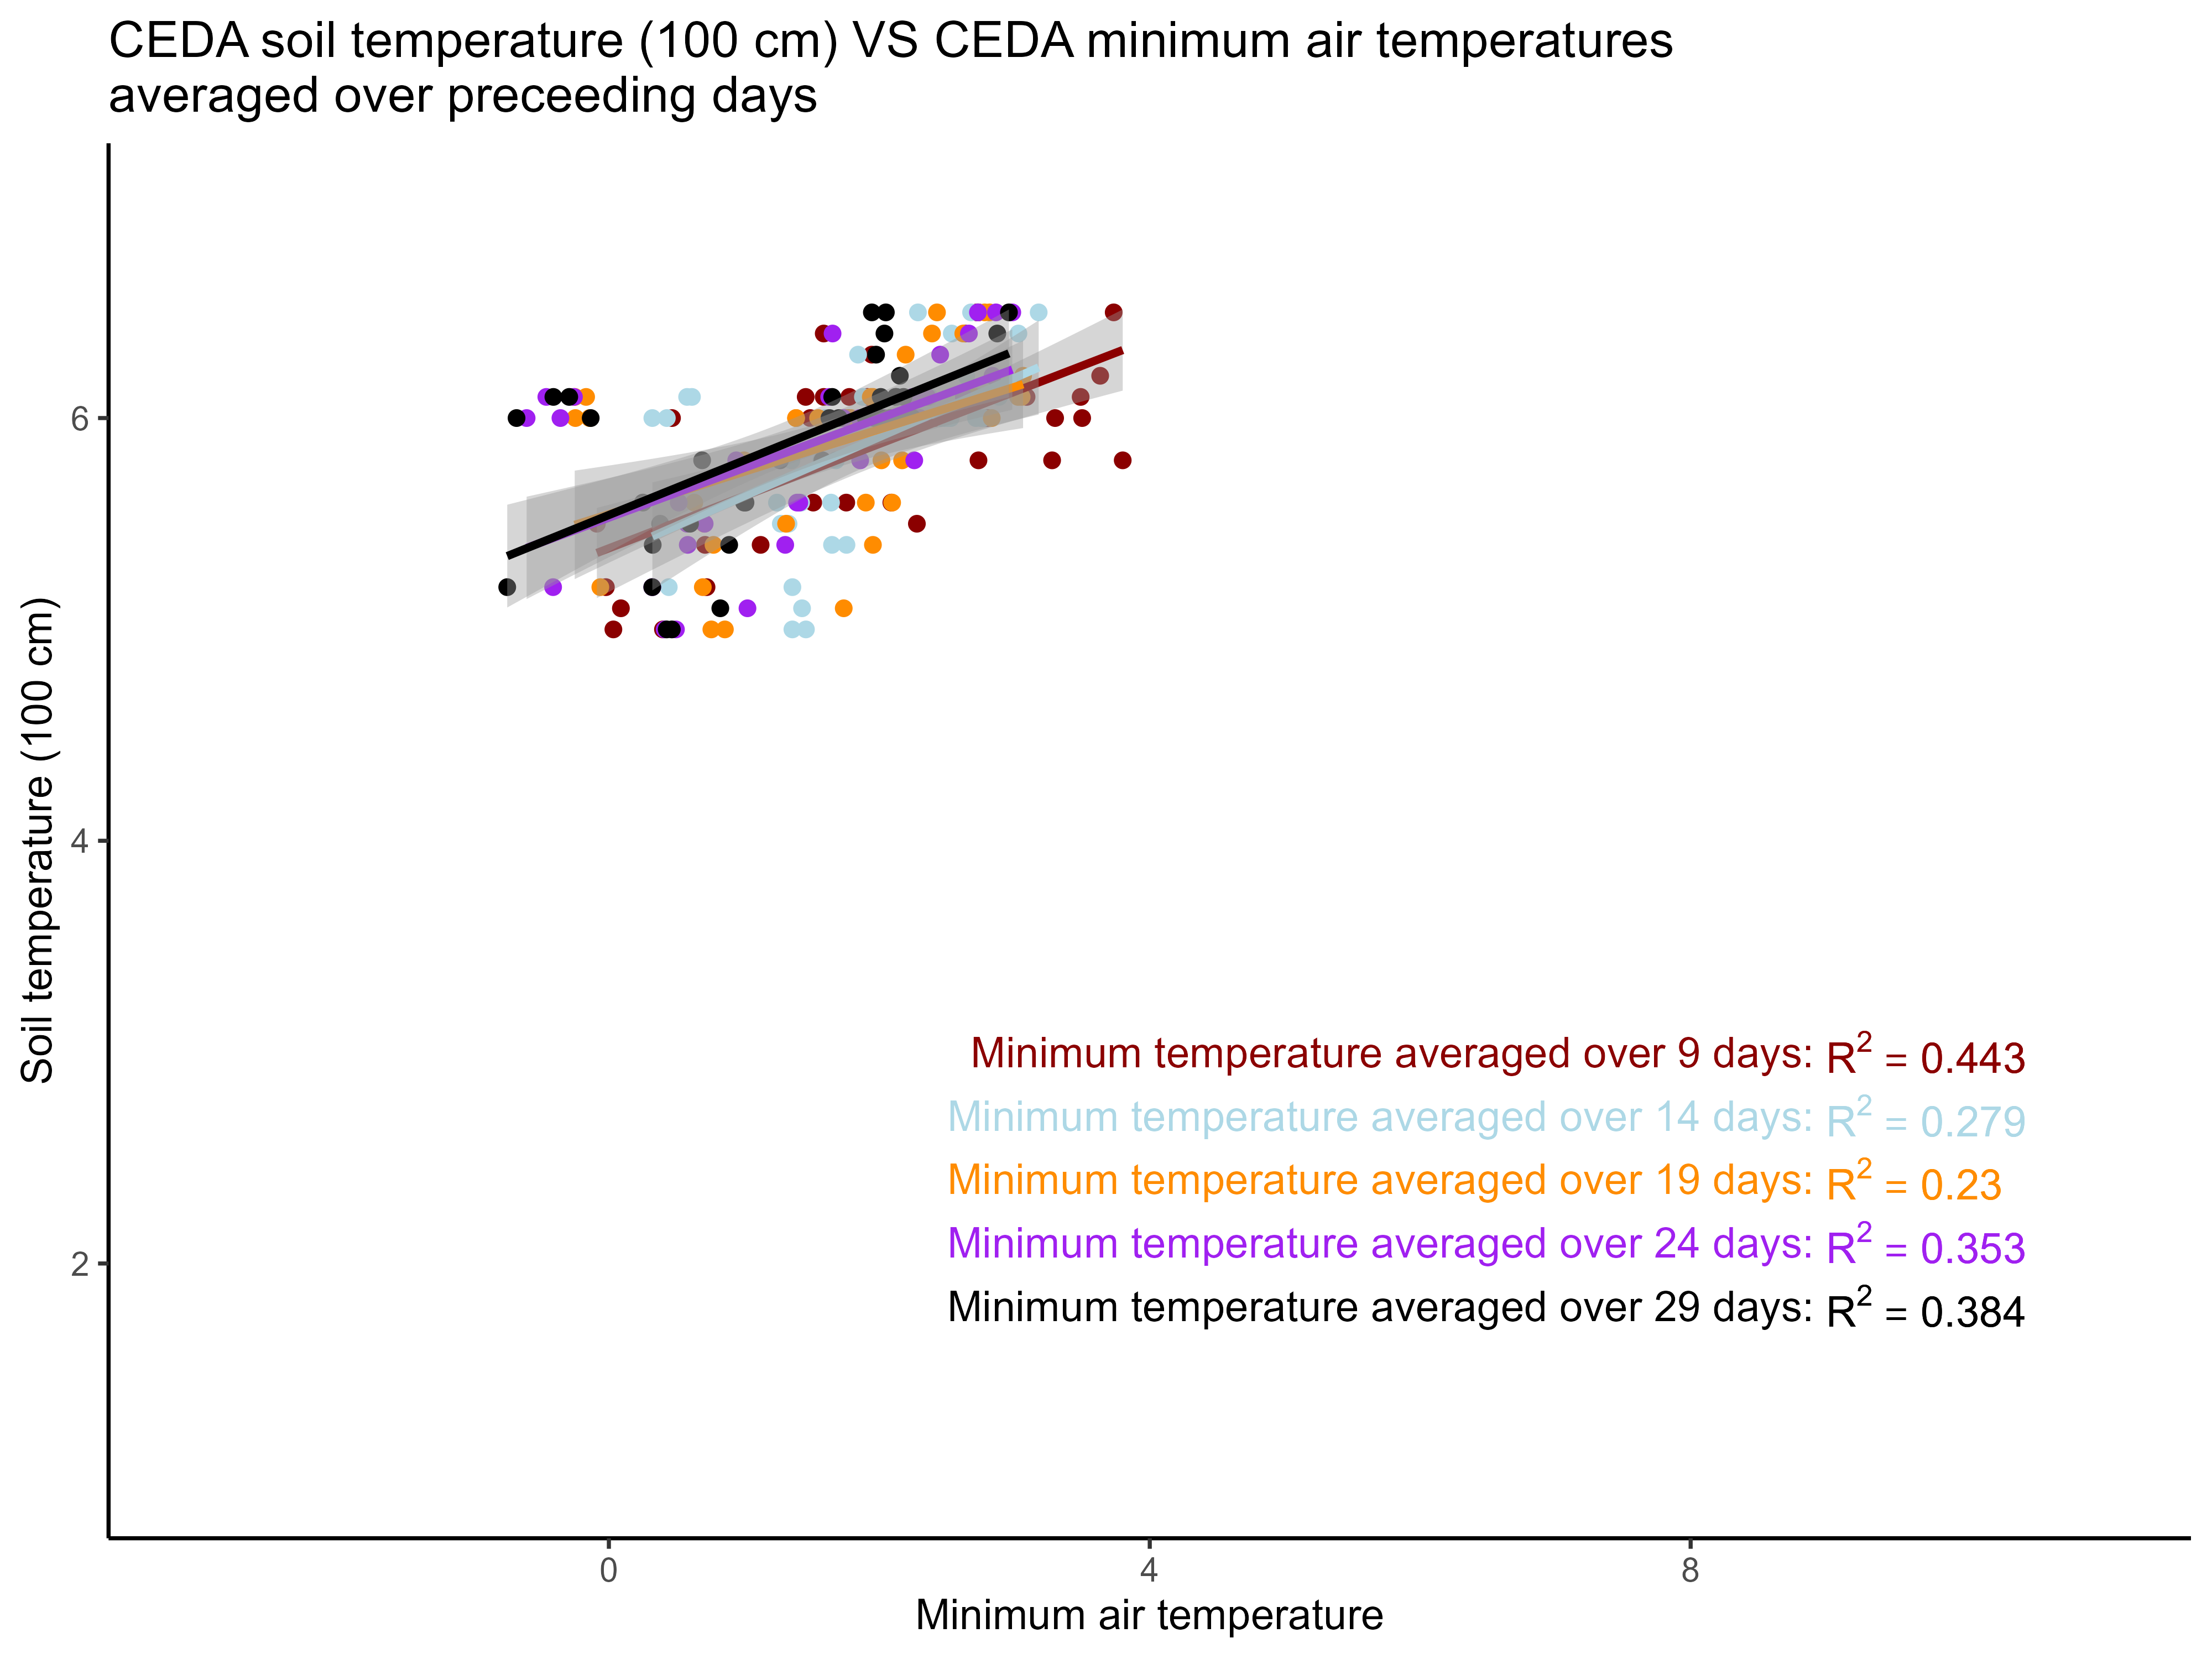 CEDA soil temperature (100 cm) VS CEDA minimum air temperatures
averaged over preceeding days
Soil temperature (100 cm)
6
4
2
Minimum temperature averaged over 9 days: R² = 0.443
Minimum temperature averaged over 14 days: R² = 0.279
Minimum temperature averaged over 19 days: R² = 0.23
Minimum temperature averaged over 24 days: R² = 0.353
Minimum temperature averaged over 29 days: R² = 0.384
0 4 8
Minimum air temperature